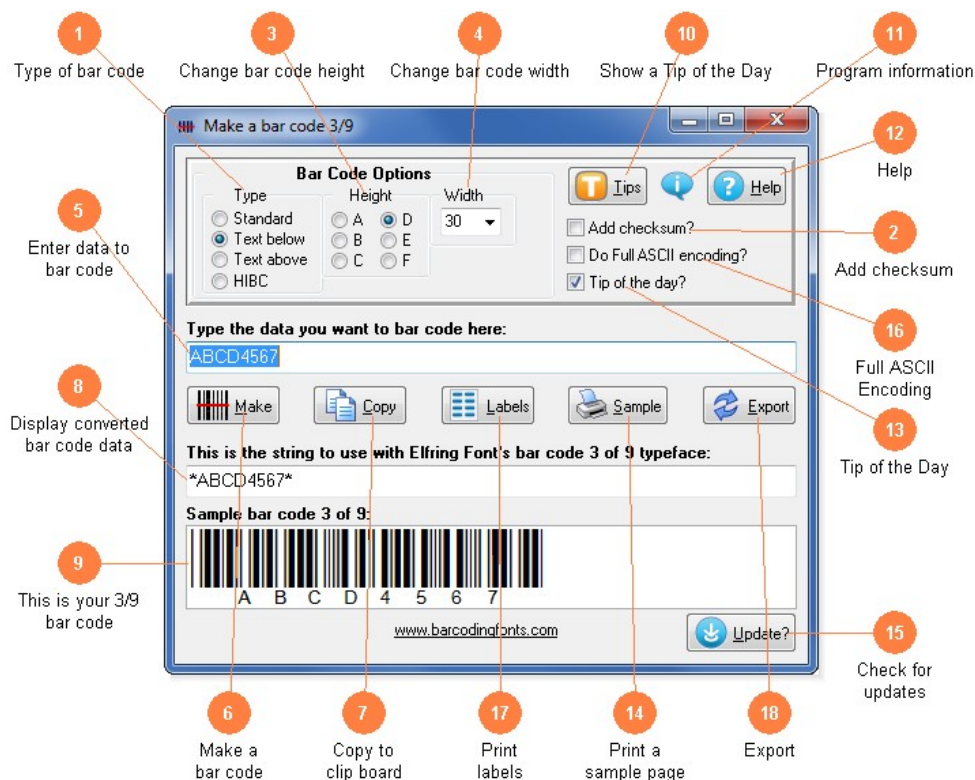 1
3
4
10
11
Type of bar code
Change bar code height
Change bar code width
Show a Tip of the Day
Program information
Make a bar code 3/9
12
Help
Bar Code Options
Type
Height
Width
Standard
Text below
Text above
HIBC
A
B
C
D
E
F
30
T Tips
i
? Help
Add checksum?
Do Full ASCII encoding?
Tip of the day?
5
Enter data to
bar code
2
Add checksum
Type the data you want to bar code here:
ABCD4567
16
Full ASCII
Encoding
8
Display converted
bar code data
Make
Copy
Labels
Sample
Export
13
Tip of the Day
This is the string to use with Elfring Font's bar code 3 of 9 typeface:
*ABCD4567*
Sample bar code 3 of 9:
A B C D 4 5 6 7
9
This is your 3/9
bar code
www.barcodingfonts.com
Update?
15
Check for
updates
6
Make a
bar code
7
Copy to
clip board
17
Print
labels
14
Print a
sample page
18
Export